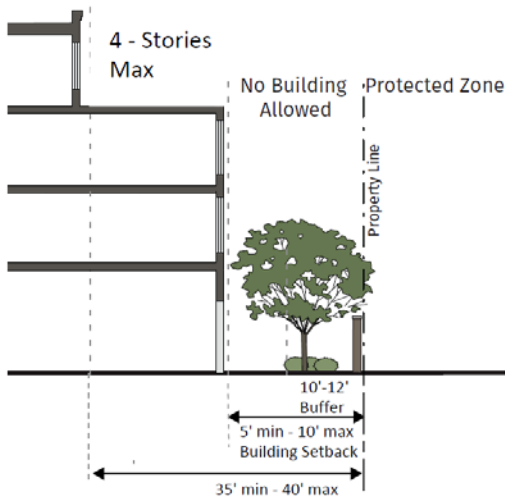 4 - Stories
Max
No Building
Allowed
Protected Zone
Property Line
10'-12'
Buffer
5' min - 10' max
Building Setback
35' min - 40' max